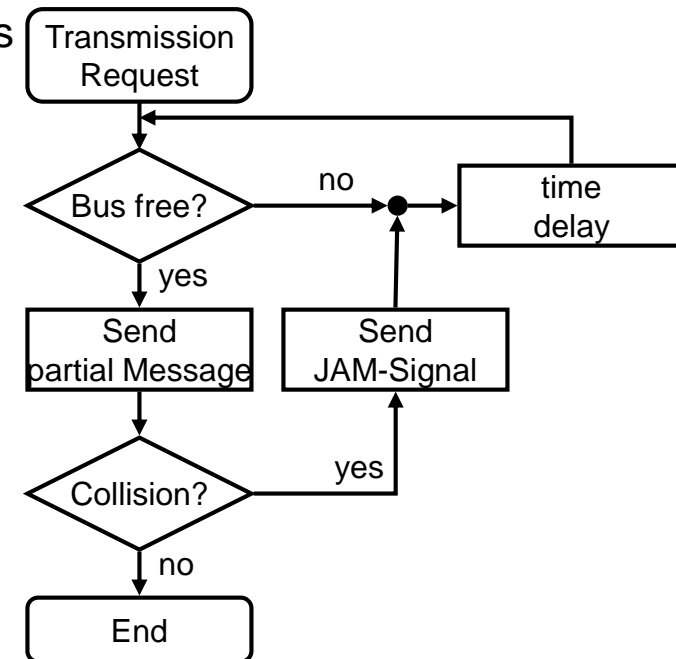 s
Transmission
Request
Bus free?
no
time
delay
yes
Send
partial Message
Send
JAM-Signal
Collision?
yes
no
End